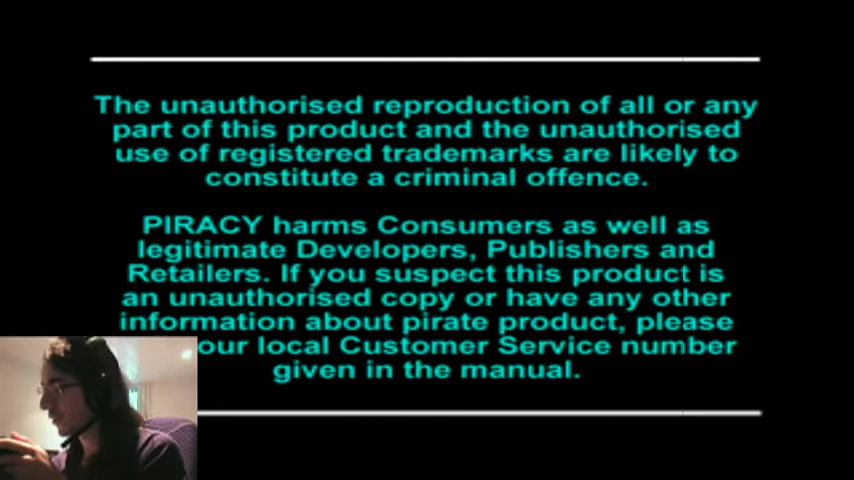 The unauthorised reproduction of all or any
part of this product and the unauthorised
use of registered trademarks are likely to
constitute a criminal offence.
PIRACY harms Consumers as well as
legitimate Developers, Publishers and
Retailers. If you suspect this product is
an unauthorised copy or have any other
information about pirate product, please
our local Customer Service number
given in the manual.